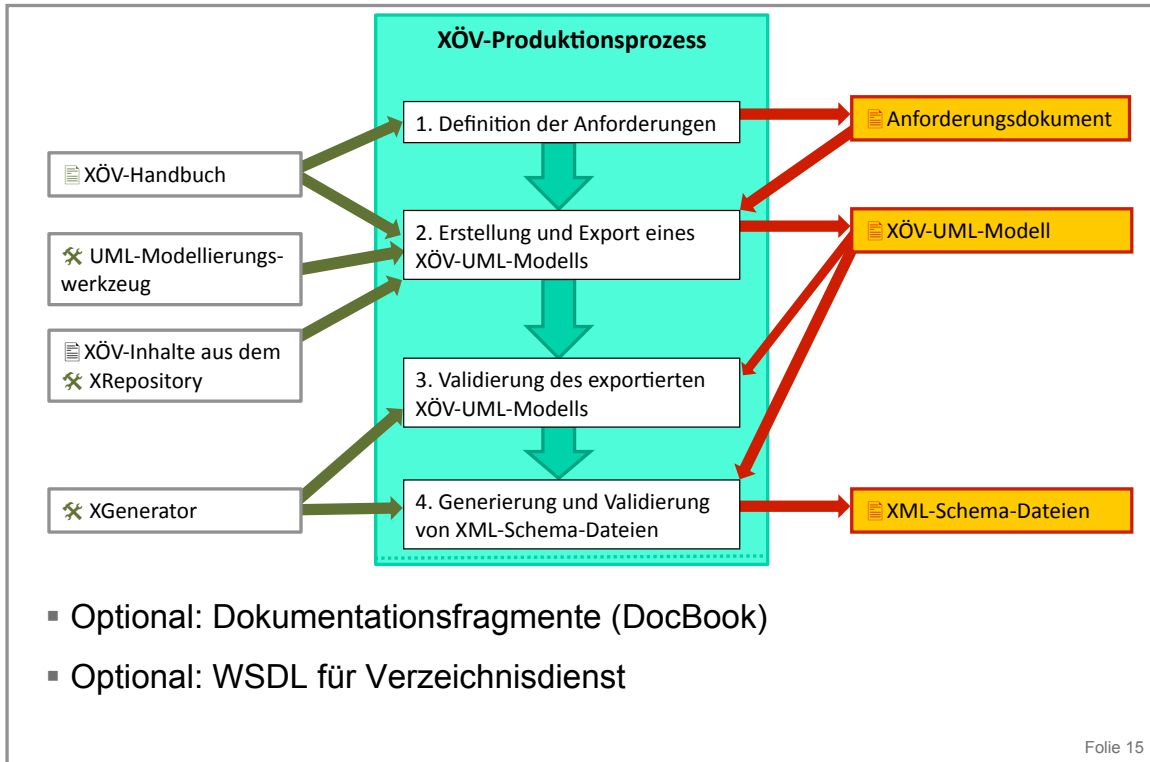 XÖV-Produktionsprozess
1. Definition der Anforderungen
Anforderungsdokument
XÖV-Handbuch
2. Erstellung und Export eines
XÖV-UML-Modells
XÖV-UML-Modell
UML-Modellierungs-
werkzeug
XÖV-Inhalte aus dem
XRepository
3. Validierung des exportierten
XÖV-UML-Modells
XGenerator
4. Generierung und Validierung
von XML-Schema-Dateien
XML-Schema-Dateien
▪ Optional: Dokumentationsfragmente (DocBook)
▪ Optional: WSDL für Verzeichnisdienst
Folie 15